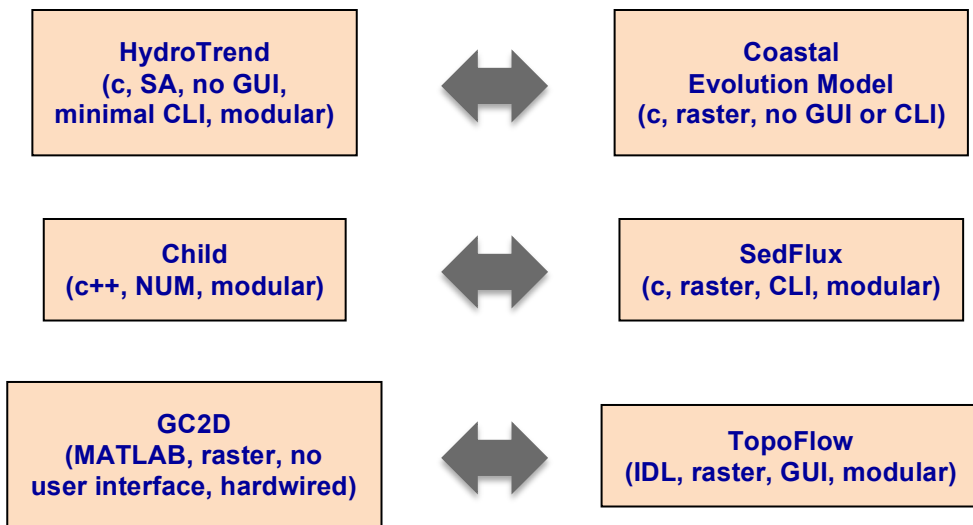 HydroTrend
(c, SA, no GUI,
minimal CLI, modular)
Coastal
Evolution Model
(c, raster, no GUI or CLI)
Child
(c++, NUM, modular)
SedFlux
(c, raster, CLI, modular)
GC2D
(MATLAB, raster, no
user interface, hardwired)
TopoFlow
(IDL, raster, GUI, modular)